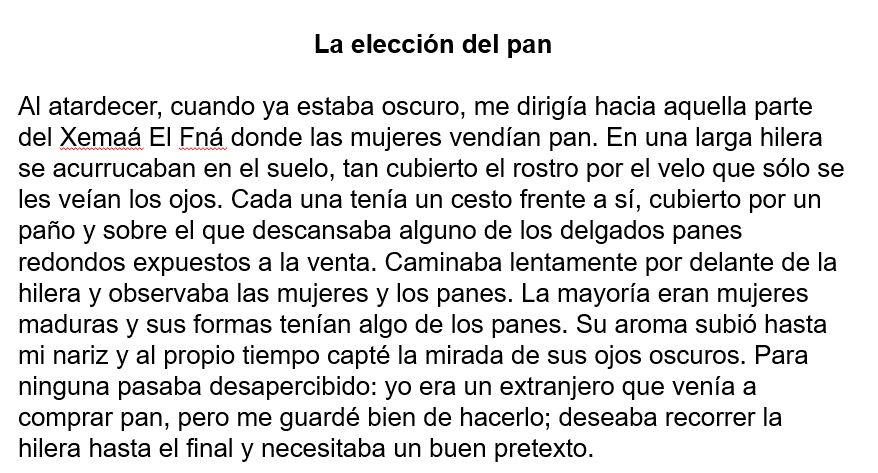 La elección del pan
Al atardecer, cuando ya estaba oscuro, me dirigía hacia aquella parte
del Xemaá El Fná donde las mujeres vendían pan. En una larga hilera
se acurrucaban en el suelo, tan cubierto el rostro por el velo que sólo se
les veían los ojos. Cada una tenía un cesto frente a sí, cubierto por un
paño y sobre el que descansaba alguno de los delgados panes
redondos expuestos a la venta. Caminaba lentamente por delante de la
hilera y observaba las mujeres y los panes. La mayoría eran mujeres
maduras y sus formas tenían algo de los panes. Su aroma subió hasta
mi nariz y al propio tiempo capté la mirada de sus ojos oscuros. Para
ninguna pasaba desapercibido: yo era un extranjero que venía a
comprar pan, pero me guardé bien de hacerlo; deseaba recorrer la
hilera hasta el final y necesitaba un buen pretexto.